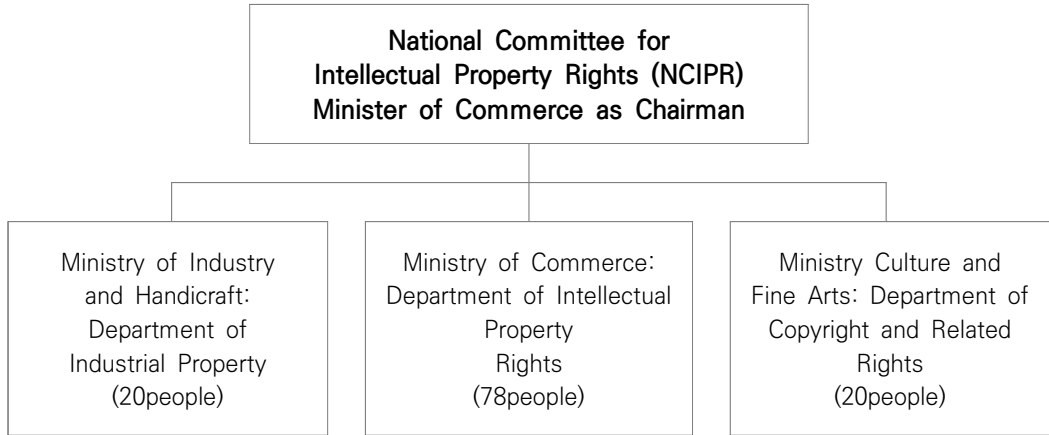 National Committee for
Intellectual Property Rights (NCIPR)
Minister of Commerce as Chairman
Ministry of Industry
and Handicraft:
Department of
Industrial Property
(20people)
Ministry of Commerce:
Department of Intellectual
Property
Rights
(78people)
Ministry Culture and
Fine Arts: Department of
Copyright and Related
Rights
(20people)